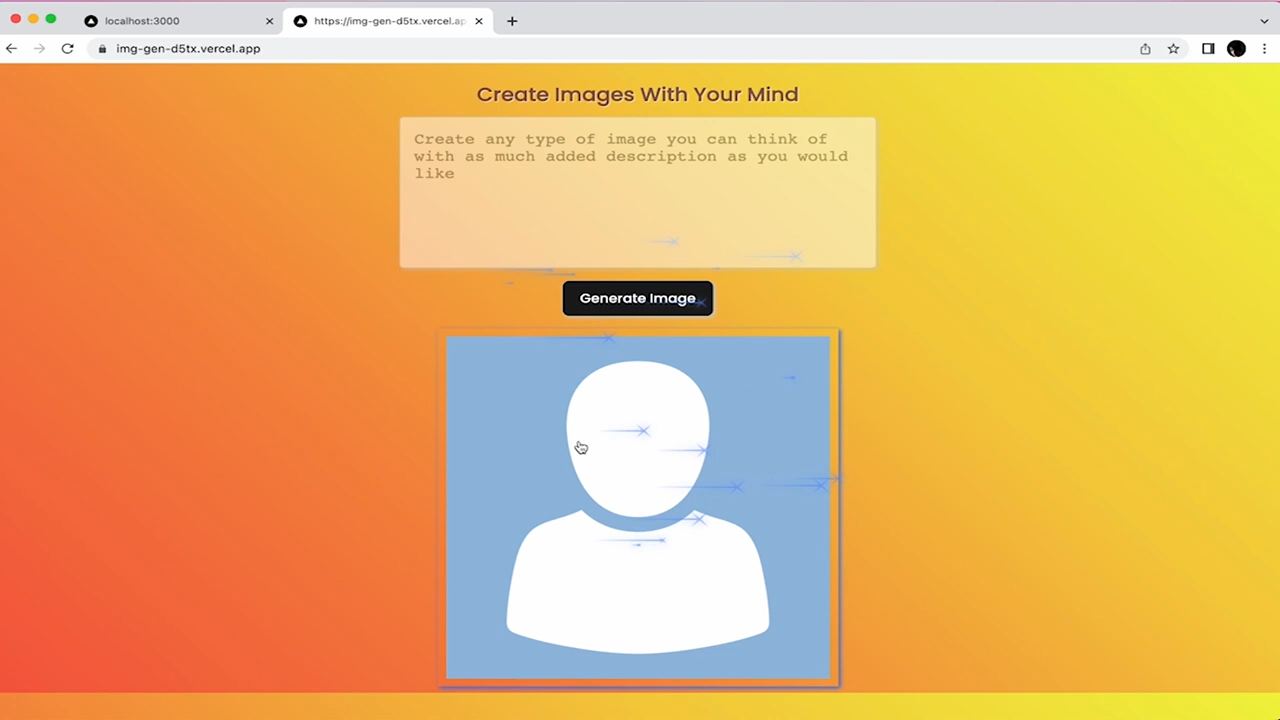 localhost:3000
https://img-gen-d5tx.vercel.ap
img-gen-d5tx.vercel.app
Create Images With Your Mind
Create any type of image you can think of
with as much added description as you would
like
Generate Image